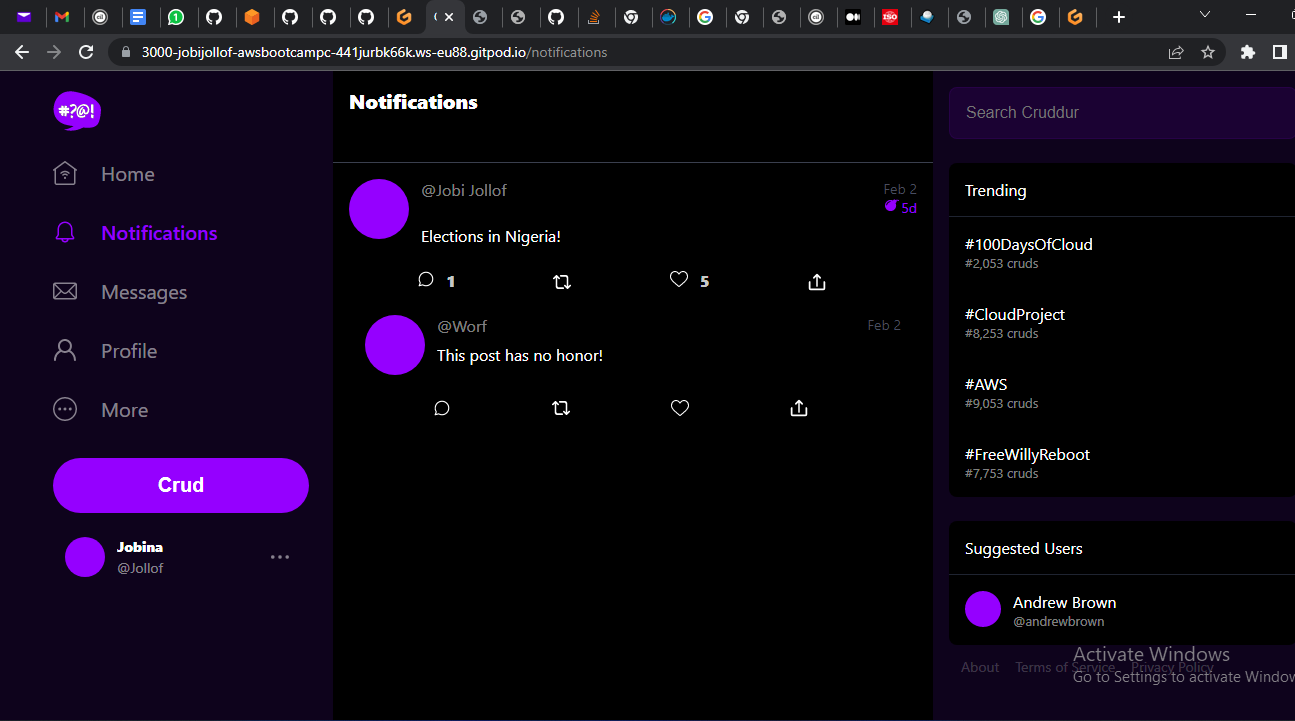 3000-jobijollof-awsbootcampc-441jurbk66k.ws-eu88.gitpod.io/notifications
#?@!
Home
Notifications
Messages
Profile
More
Crud
Jobina
@Jollof
Notifications
@Jobi Jollof
Feb 2
5d
Elections in Nigeria!
1
5
@Worf
Feb 2
This post has no honor!
Search Cruddur
Trending
#100DaysOfCloud
#2,053 cruds
#CloudProject
#8,253 cruds
#AWS
#9,053 cruds
#FreeWillyReboot
#7,753 cruds
Suggested Users
Andrew Brown
@andrewbrown
About Terms of Service Privacy Policy
Activate Windows
Go to Settings to activate Window